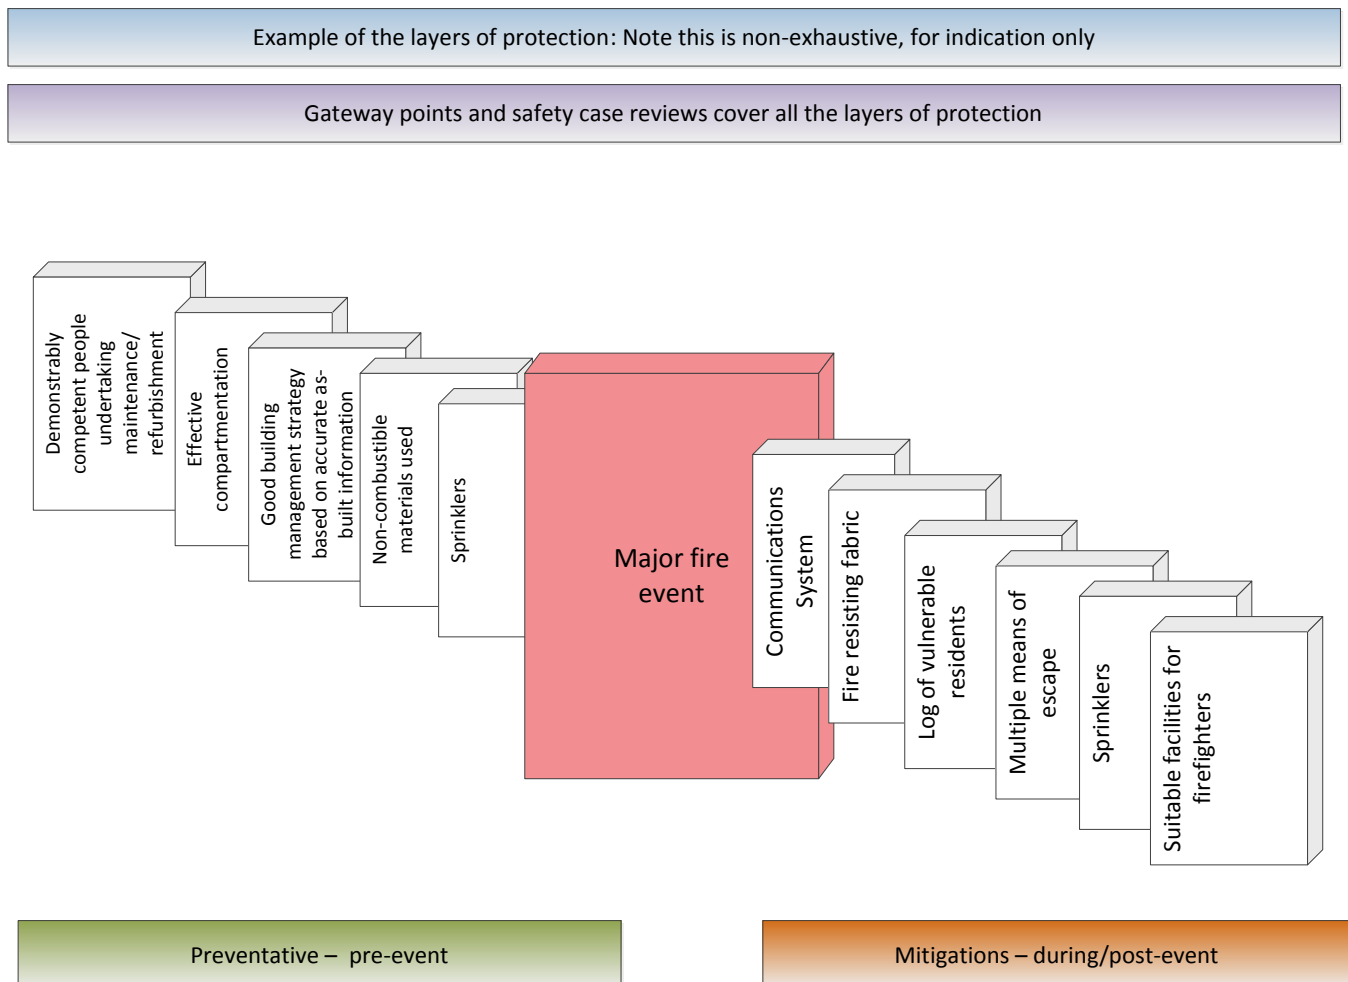 Example of the layers of protection: Note this is non-exhaustive, for indication only
Gateway points and safety case reviews cover all the layers of protection
Demonstrably
competent people
undertaking
maintenance/
refurbishment
Effective
compartmentation
Good building
management strategy
based on accurate as-
built information
Non-combustible
materials used
Sprinklers
Major fire
event
Communications
System
Fire resisting fabric
Log of vulnerable
residents
Multiple means of
escape
Sprinklers
Suitable facilities for
firefighters
Preventative – pre-event
Mitigations – during/post-event